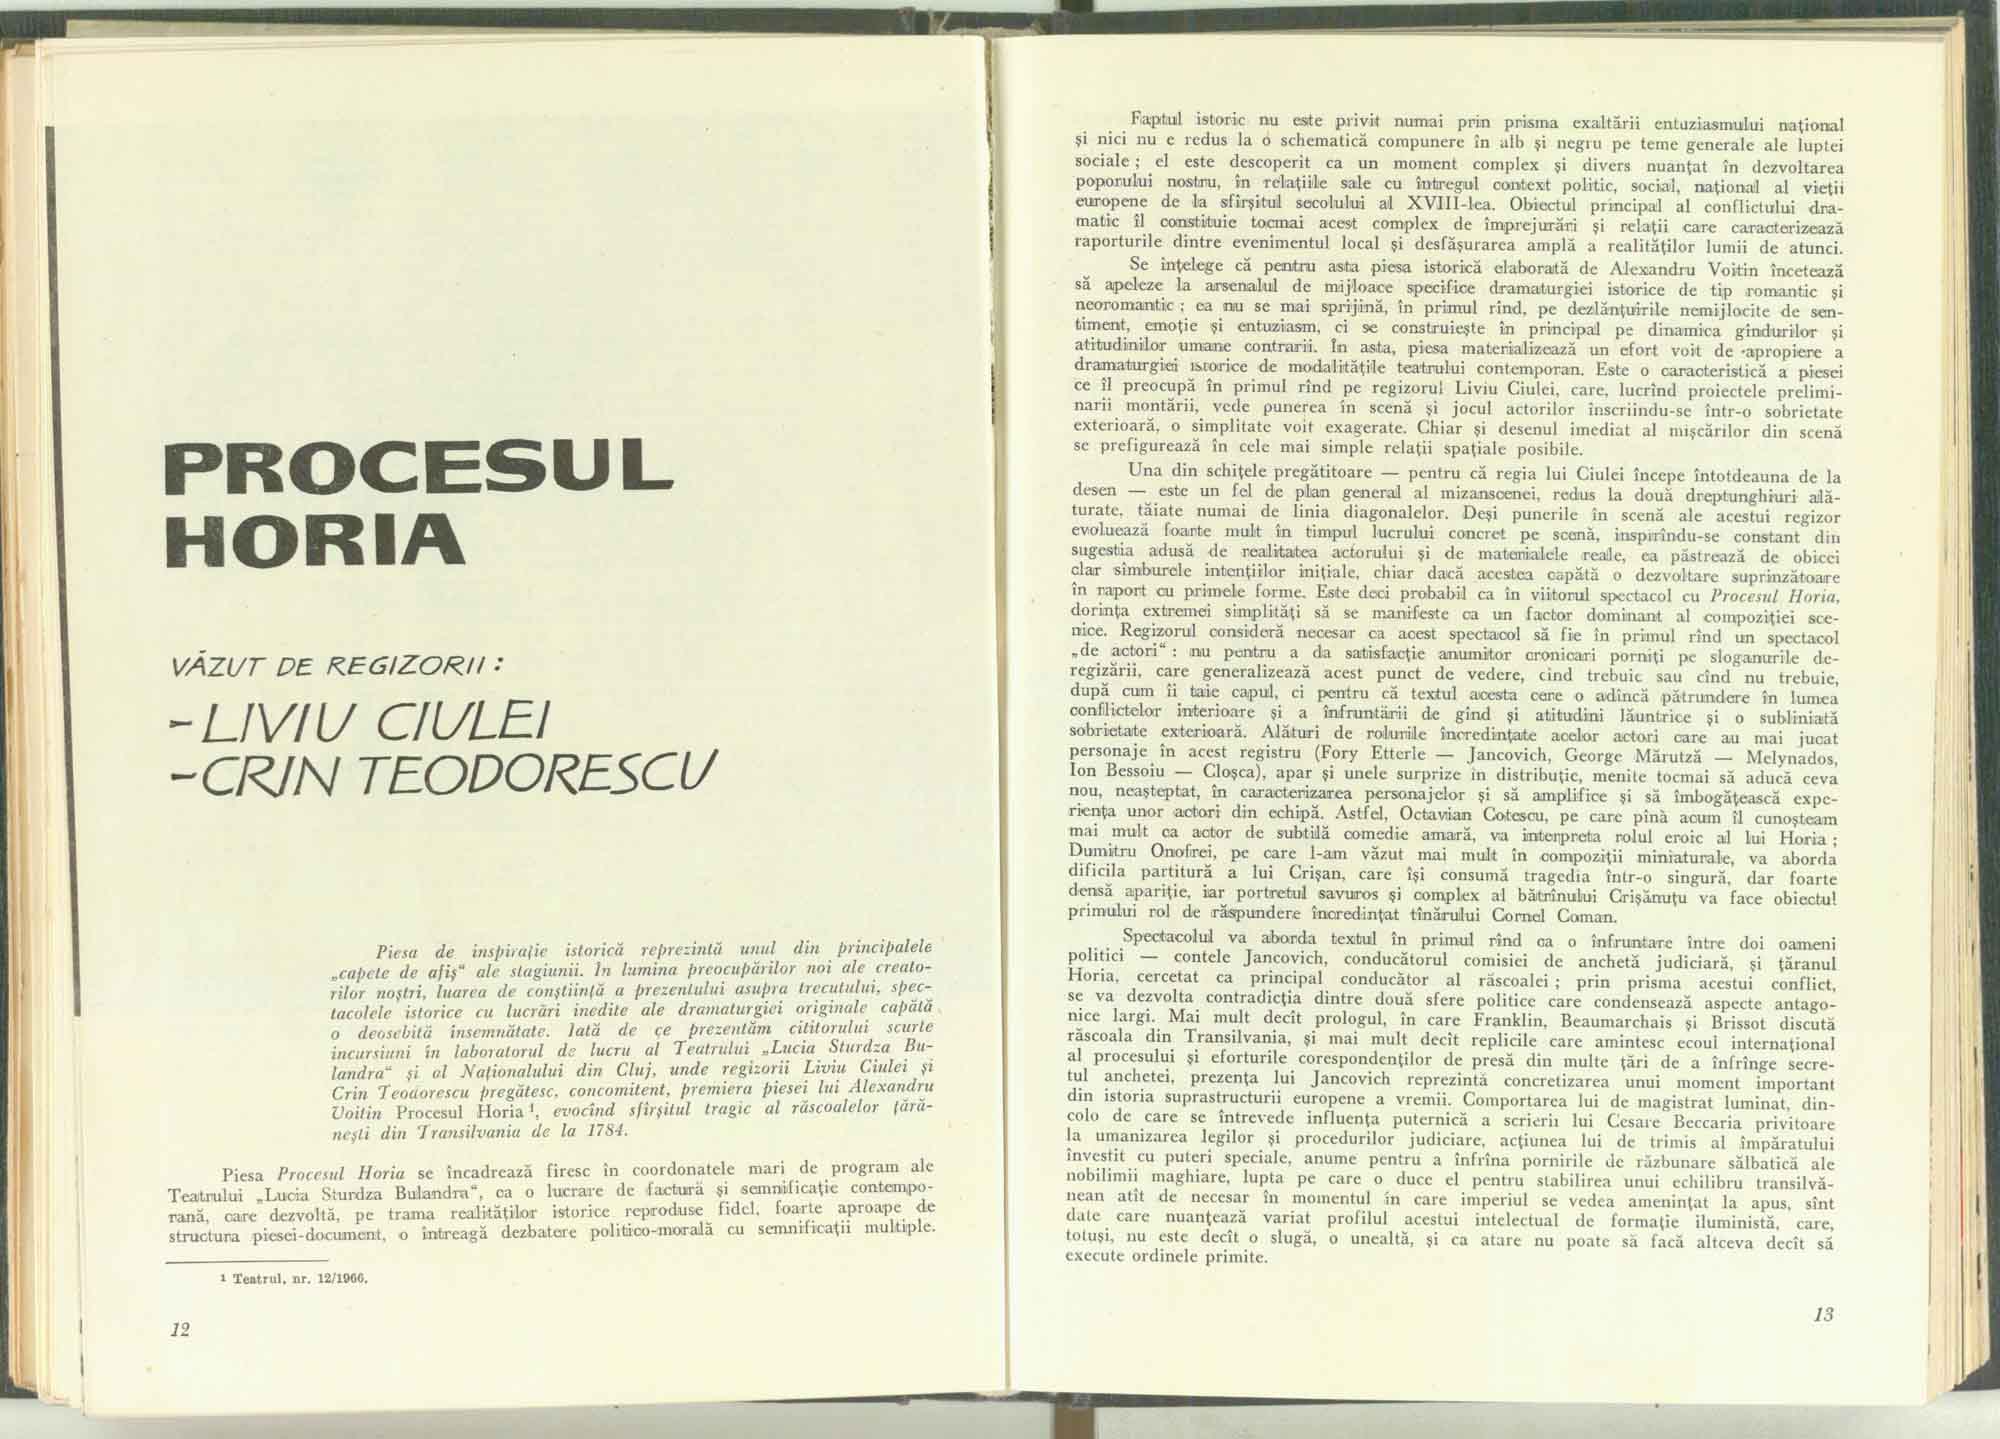 PROCESUL
HORIA
VĂZUT DE REGIZORII :
- LIVIU CIULEI
- CRIN TEODORESCU
Piesa de inspirație istorică reprezintă unul din principalele
„capete de afiș“ ale stagiunii. In lumina preocupărilor noi ale creato-
rilor noștri, luarea de conștiință a prezentului asupra trecutului, spec-
tacolele istorice cu lucrări inedite ale dramaturgiei originale capătă
o deosebită însemnătate. Iată de ce prezentăm cititorului scurte
incursiuni în laboratorul de lucru al Teatrului „Lucia Sturdza Bu-
landra“ și al Naționalului din Cluj, unde regizorii Liviu Ciulei și
Crin Teodorescu pregătesc, concomitent, premiera piesei lui Alexandru
Voitin Procesul Horia 1, evocînd sfîrșitul tragic al răscoalelor țără-
nești din Transilvania de la 1784.
Piesa Procesul Horia se încadrează firesc în coordonatele mari de program ale
Teatrului „Lucia Sturdza Bulandra“, ca o lucrare de factură și semnificație contempo-
rană, care dezvoltă, pe trama realităților istorice reproduse fidel, foarte aproape de
structura piesei-document, o întreagă dezbatere politico-morală cu semnificații multiple.
1 Teatrul, nr. 12/1966.
12
Faptul istoric nu este privit numai prin prisma exaltării entuziasmului național
și nici nu e redus la o schematică compunere în alb și negru pe teme generale ale luptei
sociale ; el este descoperit ca un moment complex și divers nuanțat în dezvoltarea
poporului nostru, în relațiile sale cu întregul context politic, social, național al vieții
europene de la sfîrșitul secolului al XVIII-lea. Obiectul principal al conflictului dra-
matic îl constituie tocmai acest complex de împrejurări și relații care caracterizează
raporturile dintre evenimentul local și desfășurarea amplă a realităților lumii de atunci.
Se înțelege că pentru asta piesa istorică elaborată de Alexandru Voitin încetează
să apeleze la arsenalul de mijloace specifice dramaturgiei istorice de tip romantic și
neoromantic ; ea nu se mai sprijină, în primul rînd, pe dezlănțuirile nemijlocite de sen-
timent, emoție și entuziasm, ci se construiește în principal pe dinamica gîndurilor și
atitudinilor umane contrarii. In asta, piesa materializează un efort voit de apropiere a
dramaturgiei istorice de modalitățile teatrului contemporan. Este o caracteristică a piesei
ce îl preocupă în primul rînd pe regizorul Liviu Ciulei, care, lucrînd proiectele prelimi-
narii montării, vede punerea în scenă și jocul actorilor înscriindu-se într-o sobrietate
exterioară, o simplitate voit exagerate. Chiar și desenul imediat al mișcărilor din scenă
se prefigurează în cele mai simple relații spațiale posibile.
Una din schițele pregătitoare — pentru că regia lui Ciulei începe întotdeauna de la
desen — este un fel de plan general al mizanscenei, redus la două dreptunghiuri ală-
turate, tăiate numai de linia diagonalelor. Deși punerile în scenă ale acestui regizor
evoluează foarte mult în timpul lucrului concret pe scenă, inspirîndu-se constant din
sugestia adusă de realitatea actorului și de materialele reale, ea păstrează de obicei
clar sîmburele intențiilor inițiale, chiar dacă acestea capătă o dezvoltare suprinzătoare
în raport cu primele forme. Este deci probabil ca în viitorul spectacol cu Procesul Horia,
dorința extremei simplități să se manifeste ca un factor dominant al compoziției sce-
nice. Regizorul consideră necesar ca acest spectacol să fie în primul rînd un spectacol
„de actori“ : nu pentru a da satisfacție anumitor cronicari porniți pe sloganurile de-
regizării, care generalizează acest punct de vedere, cind trebuie sau cînd nu trebuie,
după cum îi taie capul, ci pentru că textul acesta cere o adîncă pătrundere în lumea
conflictelor interioare și a înfruntării de gînd și atitudini lăuntrice și o subliniată
sobrietate exterioară. Alături de rolurile încredințate acelor actori care au mai jucat
personaje în acest registru (Fory Etterle — Jancovich, George Mărutză — Melynados,
Ion Bessoiu — Cloșca), apar și unele surprize în distribuție, menite tocmai să aducă ceva
nou, neașteptat, în caracterizarea personajelor și să amplifice și să îmbogățească expe-
riența unor actori din echipă. Astfel, Octavian Cotescu, pe care pînă acum îl cunoșteam
mai mult ca actor de subtilă comedie amară, va interpreta rolul eroic al lui Horia ;
Dumitru Onofrei, pe care l-am văzut mai mult în compoziții miniaturale, va aborda
dificila partitură a lui Crișan, care își consumă tragedia într-o singură, dar foarte
densă apariție, iar portretul savuros și complex al bătrînului Crișănuțu va face obiectul
primului rol de răspundere încredințat tînărului Cornel Coman.
Spectacolul va aborda textul în primul rînd ca o înfruntare între doi oameni
politici — contele Jancovich, conducătorul comisiei de anchetă judiciară, și țăranul
Horia, cercetat ca principal conducător al răscoalei ; prin prisma acestui conflict,
se va dezvolta contradicția dintre două sfere politice care condensează aspecte antago-
nice largi. Mai mult decît prologul, în care Franklin, Beaumarchais și Brissot discută
răscoala din Transilvania, și mai mult decît replicile care amintesc ecoul internațional
al procesului și eforturile corespondenților de presă din multe țări de a înfrînge secre-
tul anchetei, prezența lui Jancovich reprezintă concretizarea unui moment important
din istoria suprastructurii europene a vremii. Comportarea lui de magistrat luminat, din-
colo de care se întrevede influența puternică a scrierii lui Cesare Beccaria privitoare
la umanizarea legilor și procedurilor judiciare, acțiunea lui de trimis al împăratului
învestit cu puteri speciale, anume pentru a înfrîna pornirile de răzbunare sălbatică ale
nobilimii maghiare, lupta pe care o duce el pentru stabilirea unui echilibru transilvă-
nean atît de necesar în momentul în care imperiul se vedea amenințat la apus, sînt
date care nuanțează variat profilul acestui intelectual de formație iluministă, care,
totuși, nu este decît o slugă, o unealtă, și ca atare nu poate să facă altceva decît să
execute ordinele primite.
13